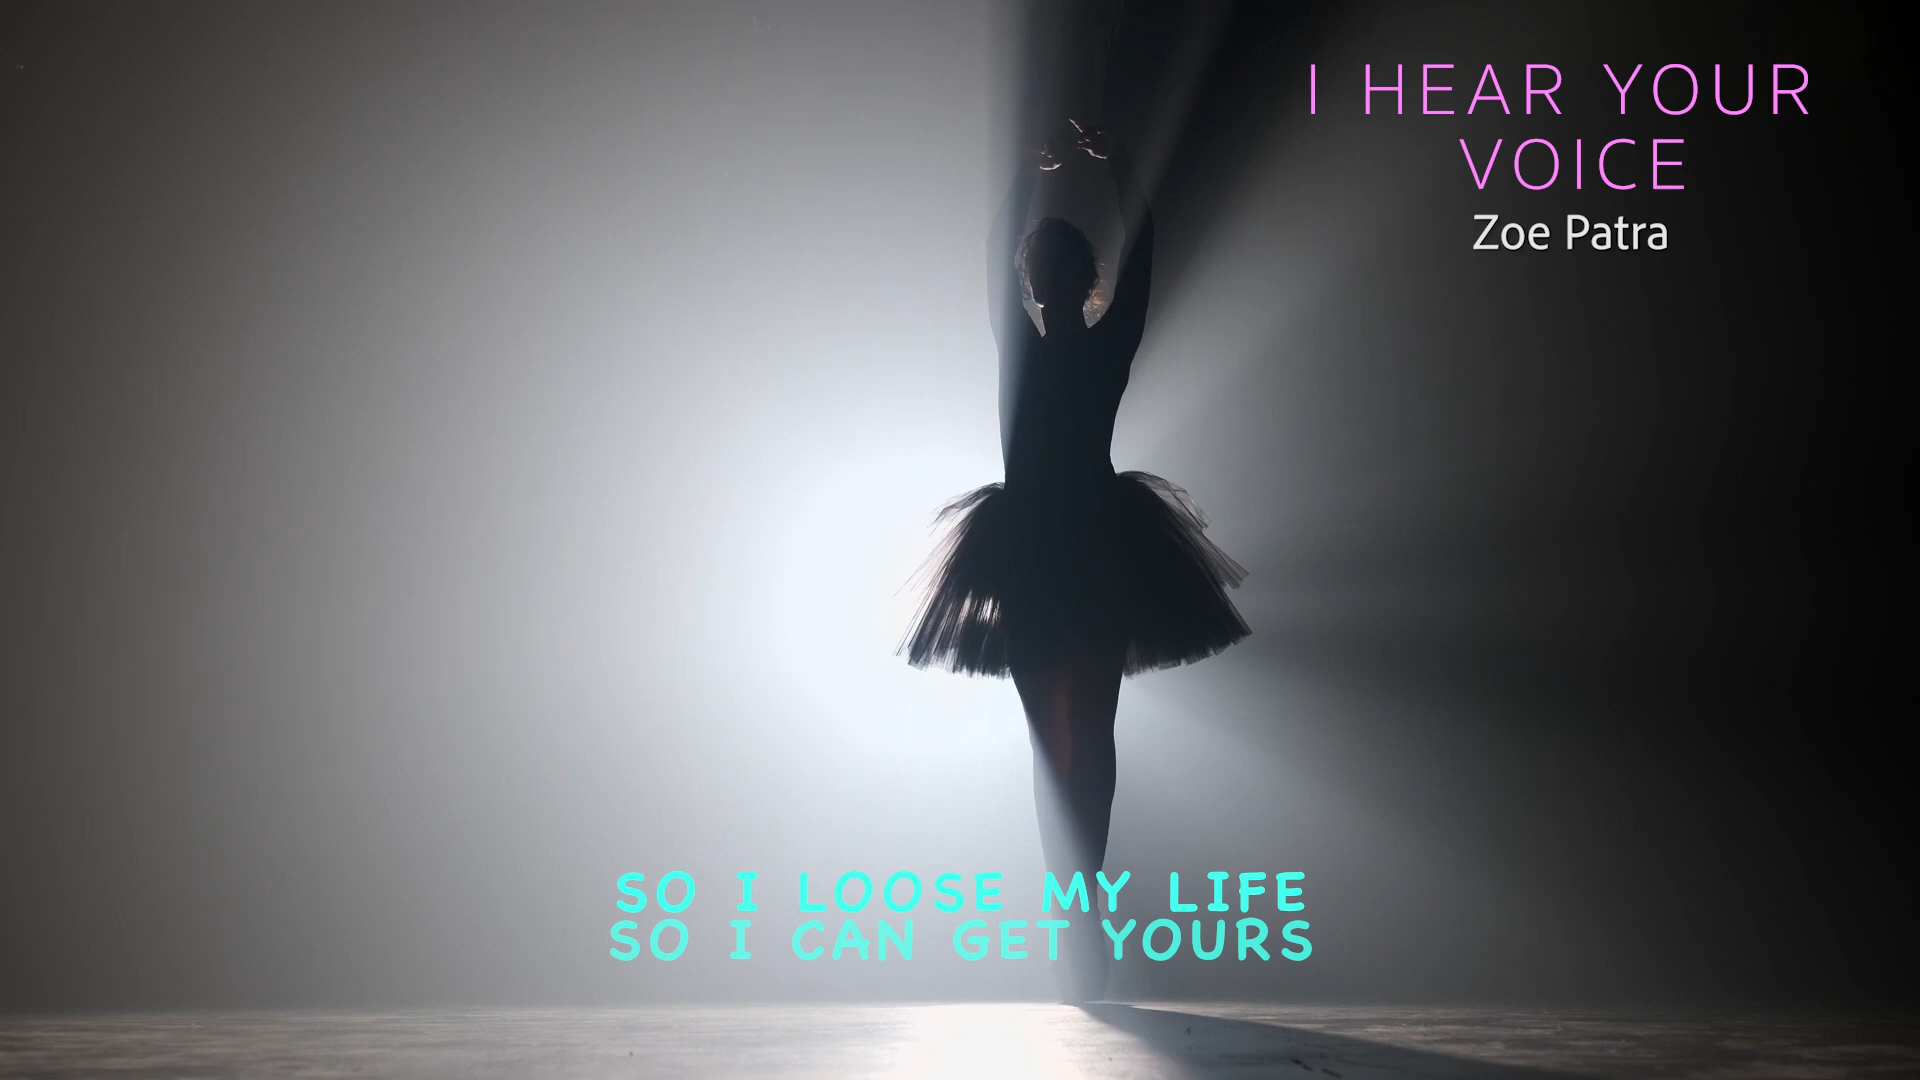 I HEAR YOUR
VOICE
Zoe Patra
SO I LOOSE MY LIFE
SO I CAN GET YOURS